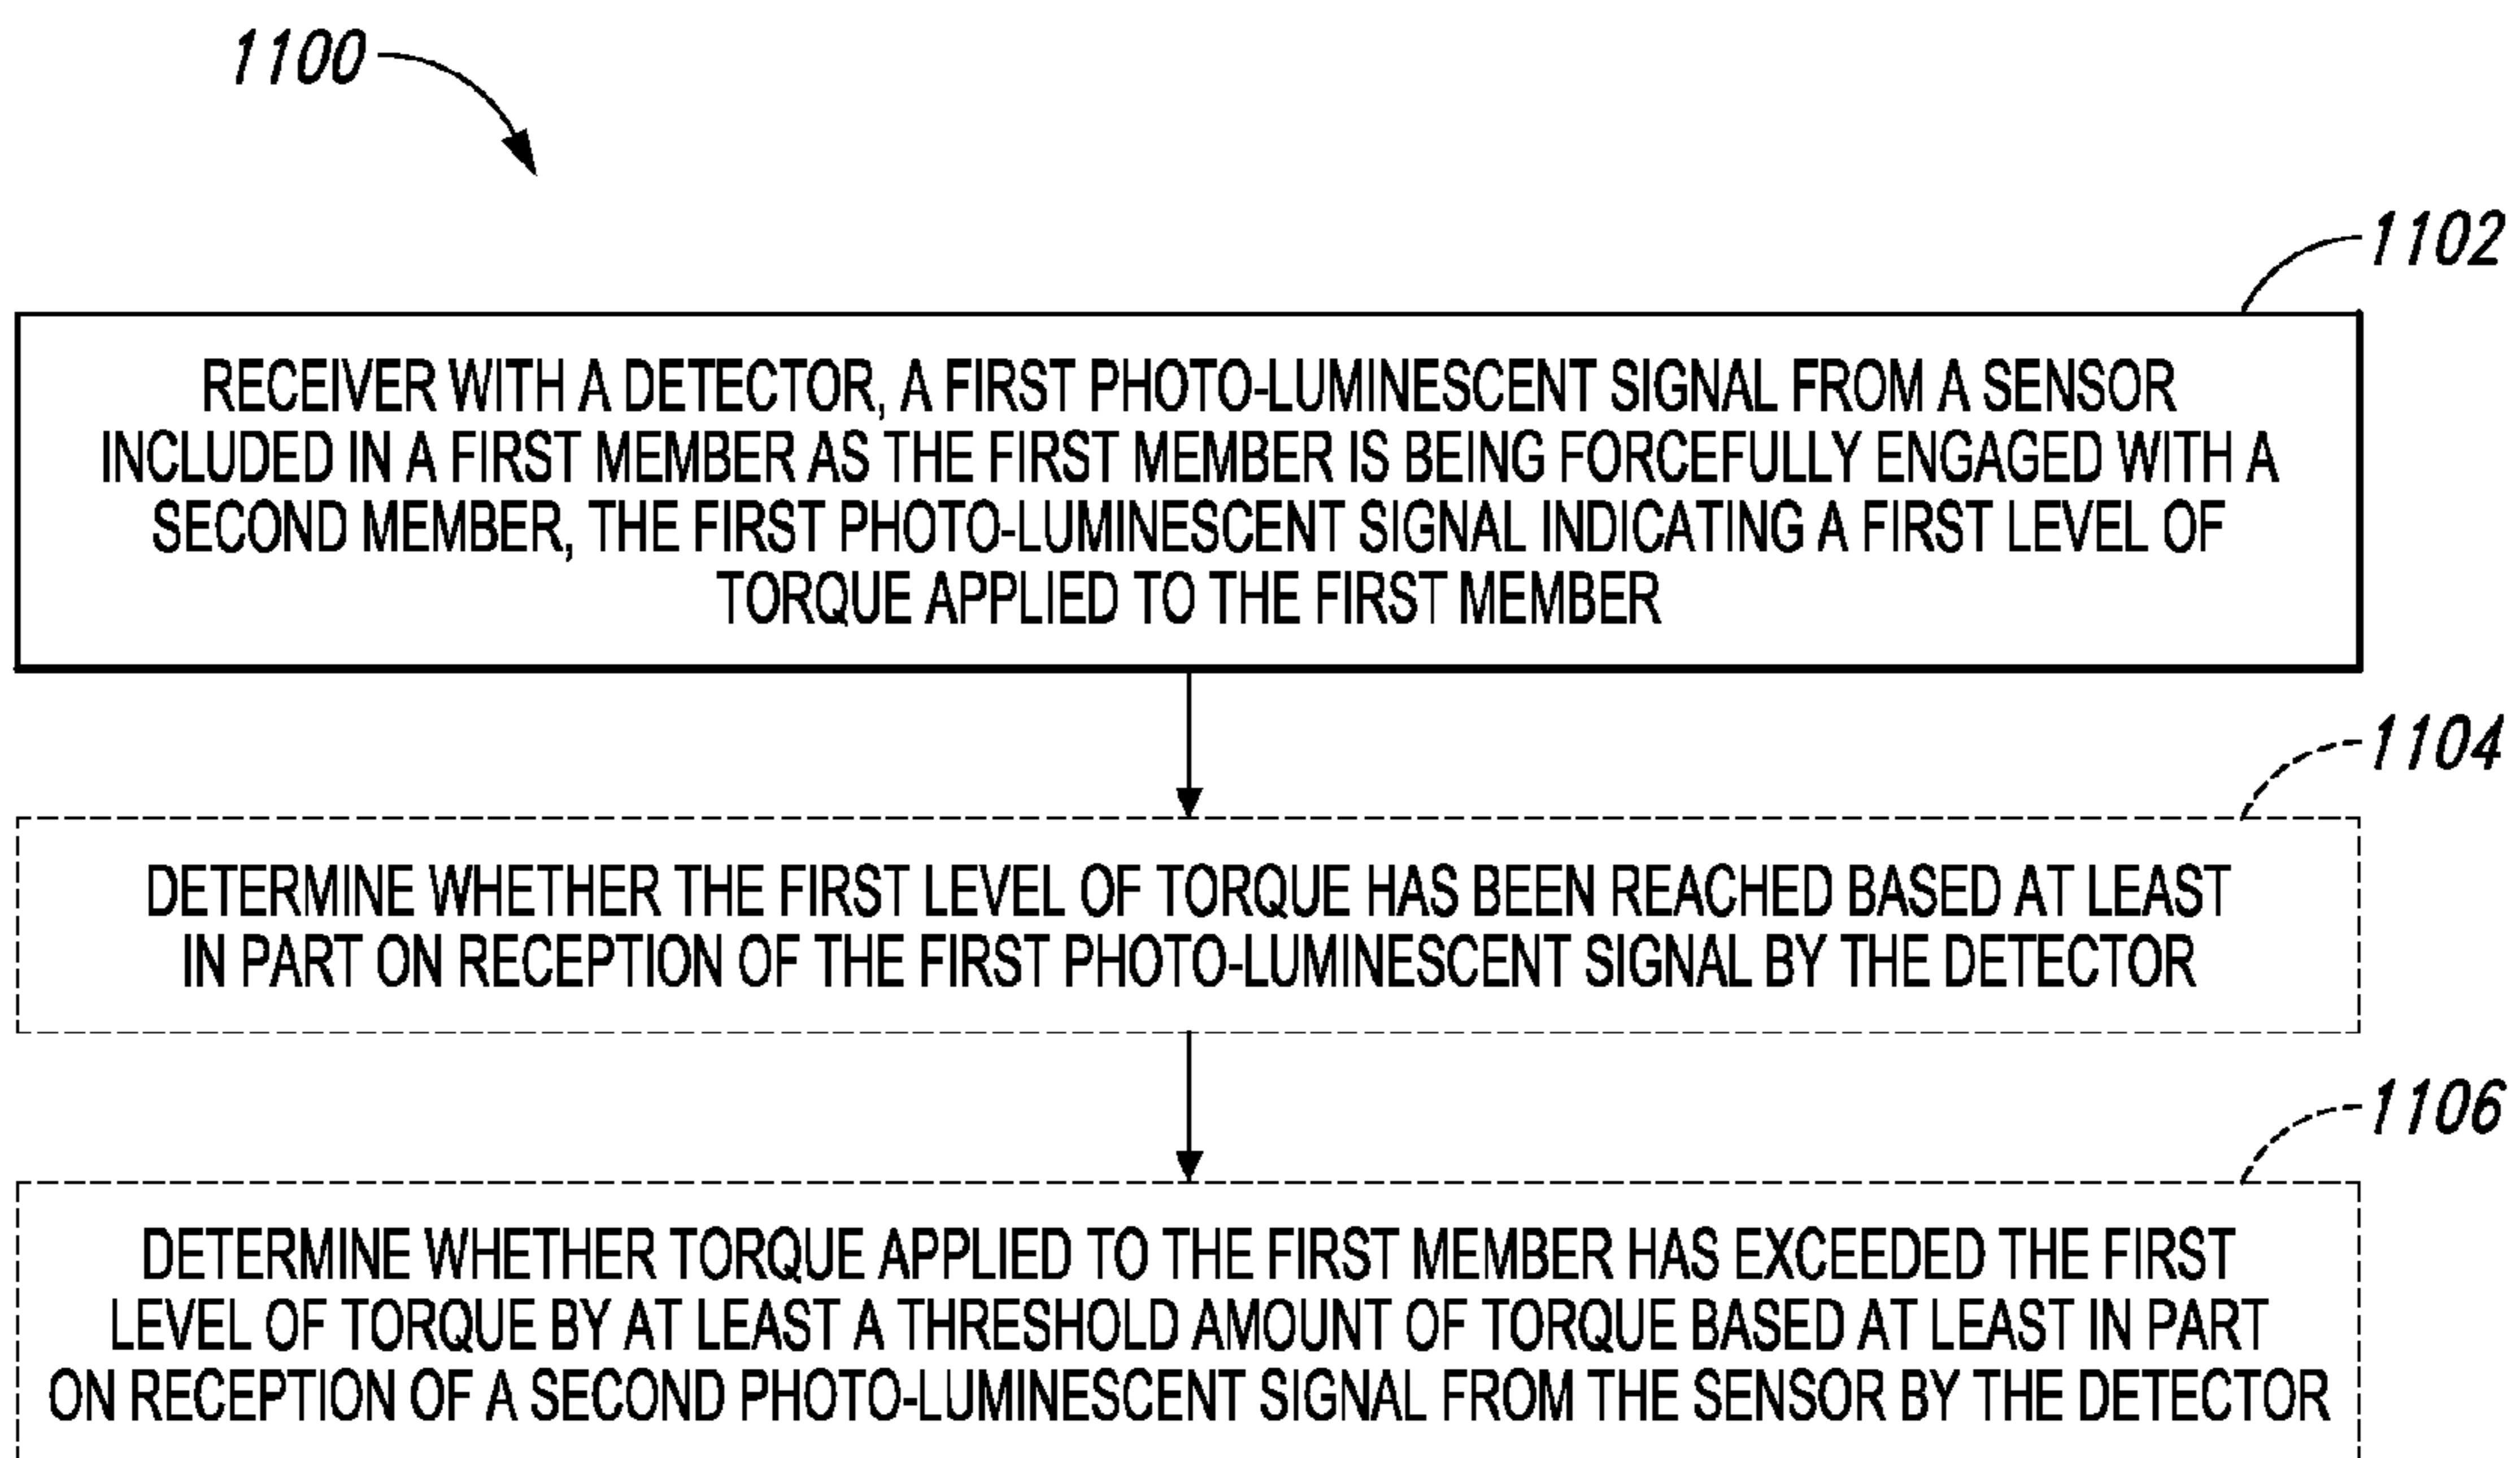 1100
1102
RECEIVER WITH A DETECTOR, A FIRST PHOTO-LUMINESCENT SIGNAL FROM A SENSOR
INCLUDED IN A FIRST MEMBER AS THE FIRST MEMBER IS BEING FORCEFULLY ENGAGED WITH A
SECOND MEMBER, THE FIRST PHOTO-LUMINESCENT SIGNAL INDICATING A FIRST LEVEL OF
TORQUE APPLIED TO THE FIRST MEMBER
1104
DETERMINE WHETHER THE FIRST LEVEL OF TORQUE HAS BEEN REACHED BASED AT LEAST
IN PART ON RECEPTION OF THE FIRST PHOTO-LUMINESCENT SIGNAL BY THE DETECTOR
1106
DETERMINE WHETHER TORQUE APPLIED TO THE FIRST MEMBER HAS EXCEEDED THE FIRST
LEVEL OF TORQUE BY AT LEAST A THRESHOLD AMOUNT OF TORQUE BASED AT LEAST IN PART
ON RECEPTION OF A SECOND PHOTO-LUMINESCENT SIGNAL FROM THE SENSOR BY THE DETECTOR